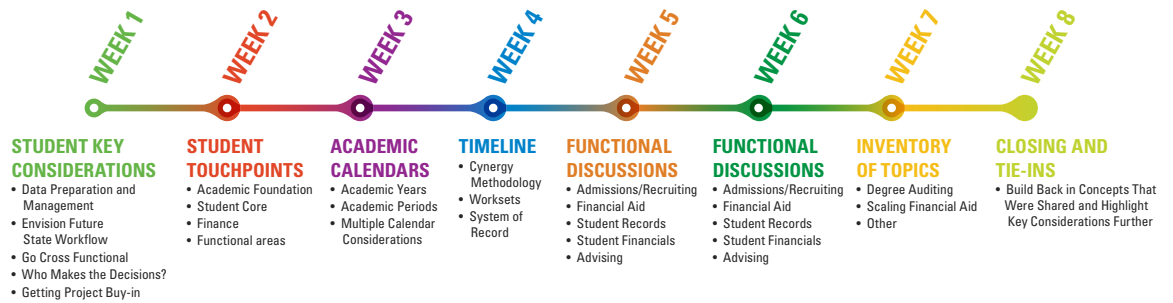 WEEK 1
WEEK 2
WEEK 3
WEEK 4
WEEK 5
WEEK 6
WEEK 7
WEEK 8
STUDENT KEY
CONSIDERATIONS
• Data Preparation and
Management
• Envision Future
State Workflow
• Go Cross Functional
• Who Makes the Decisions?
• Getting Project Buy-in
STUDENT
TOUCHPOINTS
• Academic Foundation
• Student Core
• Finance
• Functional areas
ACADEMIC
CALENDARS
• Academic Years
• Academic Periods
• Multiple Calendar
Considerations
TIMELINE
• Cynergy
Methodology
• Worksets
• System of
Record
FUNCTIONAL
DISCUSSIONS
• Admissions/Recruiting
• Financial Aid
• Student Records
• Student Financials
• Advising
FUNCTIONAL
DISCUSSIONS
• Admissions/Recruiting
• Financial Aid
• Student Records
• Student Financials
• Advising
INVENTORY
OF TOPICS
• Degree Auditing
• Scaling Financial Aid
• Other
CLOSING AND
TIE-INS
• Build Back in Concepts That
Were Shared and Highlight
Key Considerations Further